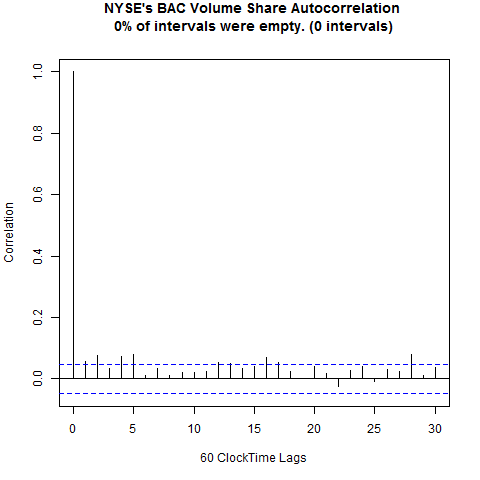 NYSE's BAC Volume Share Autocorrelation
0% of intervals were empty. (0 intervals)
1.0
0.8
0.6
0.4
0.2
0.0
Correlation
0 5 10 15 20 25 30
60 ClockTime Lags